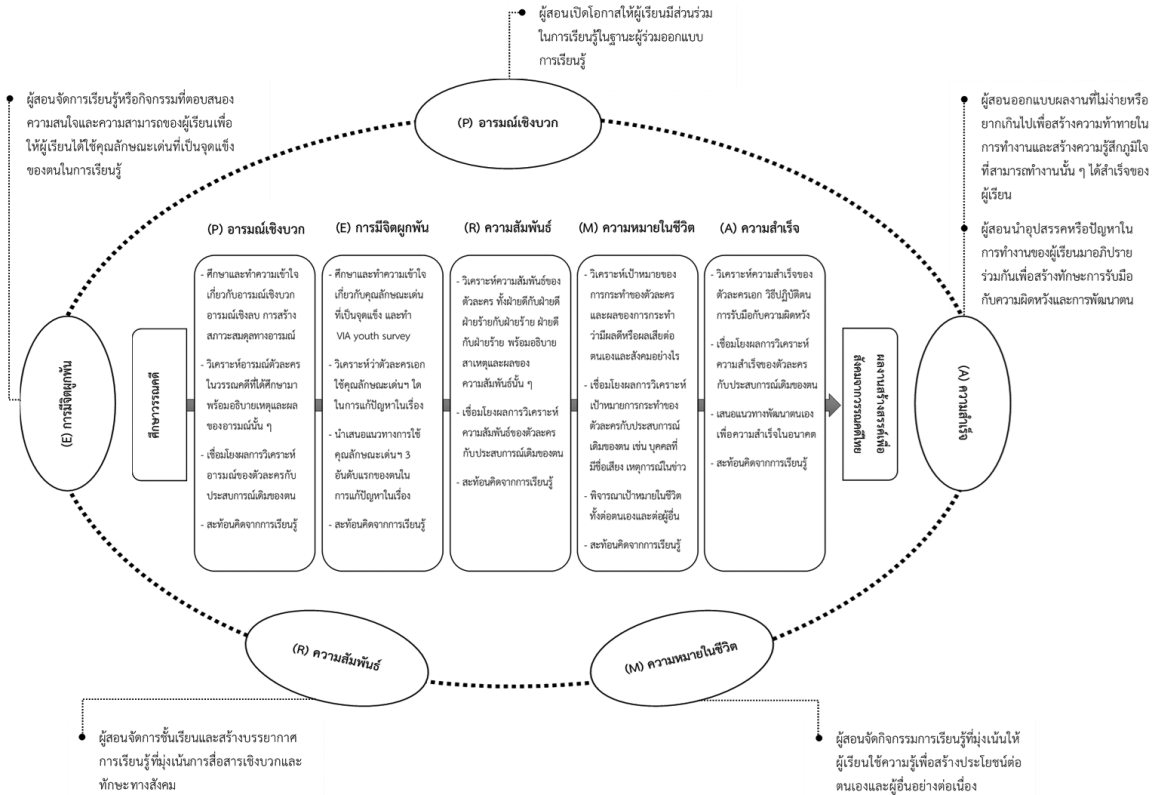 ผู้สอนเปิดโอกาสให้ผู้เรียนมีส่วนร่วม
ในการเรียนรู้ในฐานะผู้ร่วมออกแบบ
การเรียนรู้
ผู้สอนจัดการเรียนรู้หรือกิจกรรมที่ตอบสนอง
ความสนใจและความสามารถของผู้เรียนเพื่อ
ให้ผู้เรียนได้ใช้คุณลักษณะเด่นที่เป็นจุดแข็ง
ของตนในการเรียนรู้
(P) อารมณ์เชิงบวก
ผู้สอนออกแบบผลงานที่ไม่ง่ายหรือ
ยากเกินไปเพื่อสร้างความท้าทายใน
การทำงานและสร้างความรู้สึกภูมิใจ
ที่สามารถทำงานนั้น ๆ ได้สำเร็จของ
ผู้เรียน
ผู้สอนนำอุปสรรคหรือปัญหาใน
การทำงานของผู้เรียนมาอภิปราย
ร่วมกันเพื่อสร้างทักษะการรับมือ
กับความผิดหวังและการพัฒนาตน
(E) การมีจิตผูกพัน
ศึกษาวรรณคดี
(P) อารมณ์เชิงบวก
- ศึกษาและทำความเข้าใจ
เกี่ยวกับอารมณ์เชิงบวก
อารมณ์เชิงลบ การสร้าง
สภาวะสมดุลทางอารมณ์
- วิเคราะห์อารมณ์ตัวละคร
ในวรรณคดีที่ได้ศึกษามา
พร้อมอธิบายเหตุและผล
ของอารมณ์นั้น ๆ
- เชื่อมโยงผลการวิเคราะห์
อารมณ์ของตัวละครกับ
ประสบการณ์เดิมของตน
- สะท้อนคิดจากการเรียนรู้
(E) การมีจิตผูกพัน
- ศึกษาและทำความเข้าใจ
เกี่ยวกับคุณลักษณะเด่น
ที่เป็นจุดแข็ง และทำ
VIA youth survey
- วิเคราะห์ว่าตัวละครเอก
ใช้คุณลักษณะเด่นฯ ใด
ในการแก้ปัญหาในเรื่อง
- นำเสนอแนวทางการใช้
คุณลักษณะเด่นฯ 3
อันดับแรกของตนใน
การแก้ปัญหาในเรื่อง
- สะท้อนคิดจากการเรียนรู้
(R) ความสัมพันธ์
- วิเคราะห์ความสัมพันธ์ของ
ตัวละคร ทั้งฝ่ายดีกับฝ่ายดี
ฝ่ายร้ายกับฝ่ายร้าย ฝ่ายดี
กับฝ่ายร้าย พร้อมอธิบาย
สาเหตุและผลของ
ความสัมพันธ์นั้น ๆ
- เชื่อมโยงผลการวิเคราะห์
ความสัมพันธ์ของตัวละคร
กับประสบการณ์เดิมของตน
- สะท้อนคิดจากการเรียนรู้
(M) ความหมายในชีวิต
- วิเคราะห์เป้าหมายของ
การกระทำของตัวละคร
และผลของการกระทำ
ว่ามีผลดีหรือผลเสียต่อ
ตนเองและสังคมอย่างไร
- เชื่อมโยงผลการวิเคราะห์
เป้าหมายการกระทำของ
ตัวละครกับประสบการณ์
เดิมของตน เช่น บุคคลที่
มีชื่อเสียง เหตุการณ์ในข่าว
- พิจารณาเป้าหมายในชีวิต
ทั้งต่อตนเองและต่อผู้อื่น
- สะท้อนคิดจากการเรียนรู้
(A) ความสำเร็จ
- วิเคราะห์ความสำเร็จของ
ตัวละครเอก วิธีปฏิบัติตน
การรับมือกับความผิดหวัง
- เชื่อมโยงผลการวิเคราะห์
ความสำเร็จของตัวละคร
กับประสบการณ์เดิมของตน
- เสนอแนวทางพัฒนาตนเอง
เพื่อความสำเร็จในอนาคต
- สะท้อนคิดจากการเรียนรู้
ผลงานสร้างสรรค์เพื่อ
สังคมจากวรรณคดีไทย
(A) ความสำเร็จ
(R) ความสัมพันธ์
(M) ความหมายในชีวิต
ผู้สอนจัดการชั้นเรียนและสร้างบรรยากาศ
การเรียนรู้ที่มุ่งเน้นการสื่อสารเชิงบวกและ
ทักษะทางสังคม
ผู้สอนจัดกิจกรรมการเรียนรู้ที่มุ่งเน้นให้
ผู้เรียนใช้ความรู้เพื่อสร้างประโยชน์ต่อ
ตนเองและผู้อื่นอย่างต่อเนื่อง